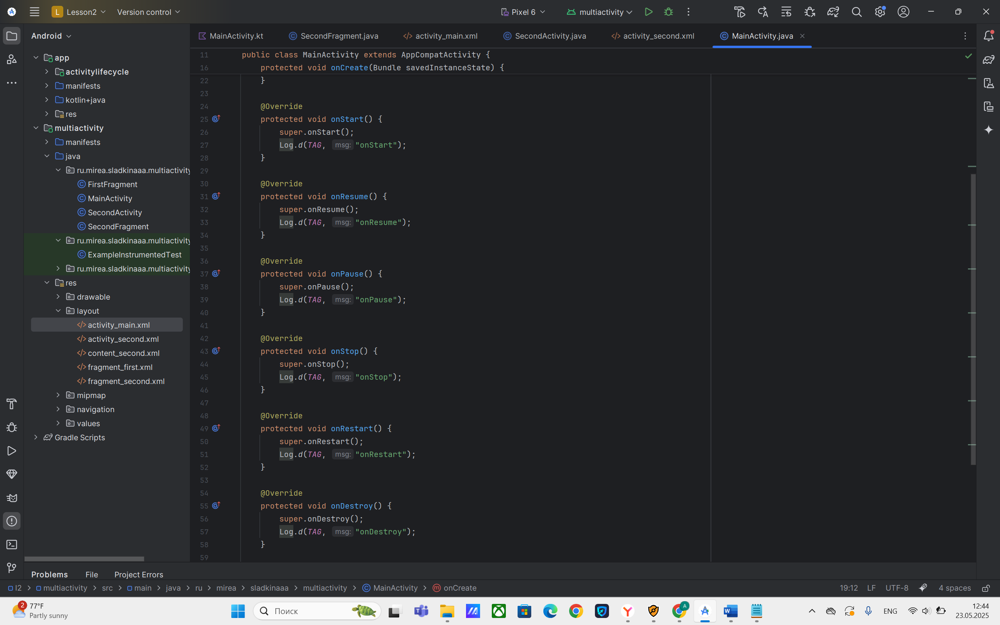 L Lesson2 Version control Pixel 6 multiactivity
Android
MainActivity.kt SecondFragment.java activity_main.xml SecondActivity.java activity_second.xml MainActivity.java
app
activitylifecycle
manifests
kotlin+java
res
multiactivity
manifests
java
ru.mirea.sladkinaaa.multiactivity
FirstFragment
MainActivity
SecondActivity
SecondFragment
ru.mirea.sladkinaaa.multiactivity
ExampleInstrumentedTest
ru.mirea.sladkinaaa.multiactivity
res
drawable
layout
activity_main.xml
activity_second.xml
content_second.xml
fragment_first.xml
fragment_second.xml
mipmap
navigation
values
Gradle Scripts
11 public class MainActivity extends AppCompatActivity {
16 protected void onCreate(Bundle savedInstanceState) {
22 }
23
24 @Override
25 protected void onStart() {
26 super.onStart();
27 Log.d(TAG, msg: "onStart");
28 }
29
30 @Override
31 protected void onResume() {
32 super.onResume();
33 Log.d(TAG, msg: "onResume");
34 }
35
36 @Override
37 protected void onPause() {
38 super.onPause();
39 Log.d(TAG, msg: "onPause");
40 }
41
42 @Override
43 protected void onStop() {
44 super.onStop();
45 Log.d(TAG, msg: "onStop");
46 }
47
48 @Override
49 protected void onRestart() {
50 super.onRestart();
51 Log.d(TAG, msg: "onRestart");
52 }
53
54 @Override
55 protected void onDestroy() {
56 super.onDestroy();
57 Log.d(TAG, msg: "onDestroy");
58 }
59
Problems File Project Errors
l2 > multiactivity > src > main > java > ru > mirea > sladkinaaa > multiactivity > MainActivity > onCreate 19:12 LF UTF-8 4 spaces
2 77°F
Partly sunny
Поиск
A
ENG
12:44
23.05.2025